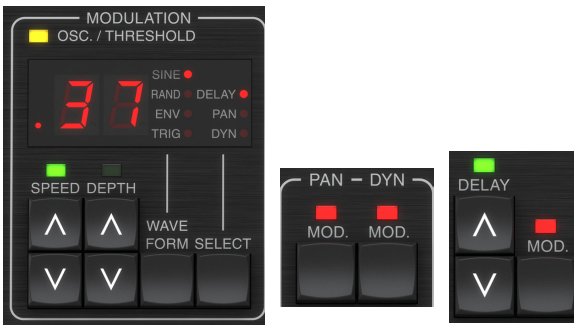 MODULATION
OSC. / THRESHOLD
.37
SINE
RAND DELAY
ENV PAN
TRIG DYN
SPEED DEPTH
WAVE
FORM SELECT
PAN - DYN
MOD. MOD.
DELAY
MOD.